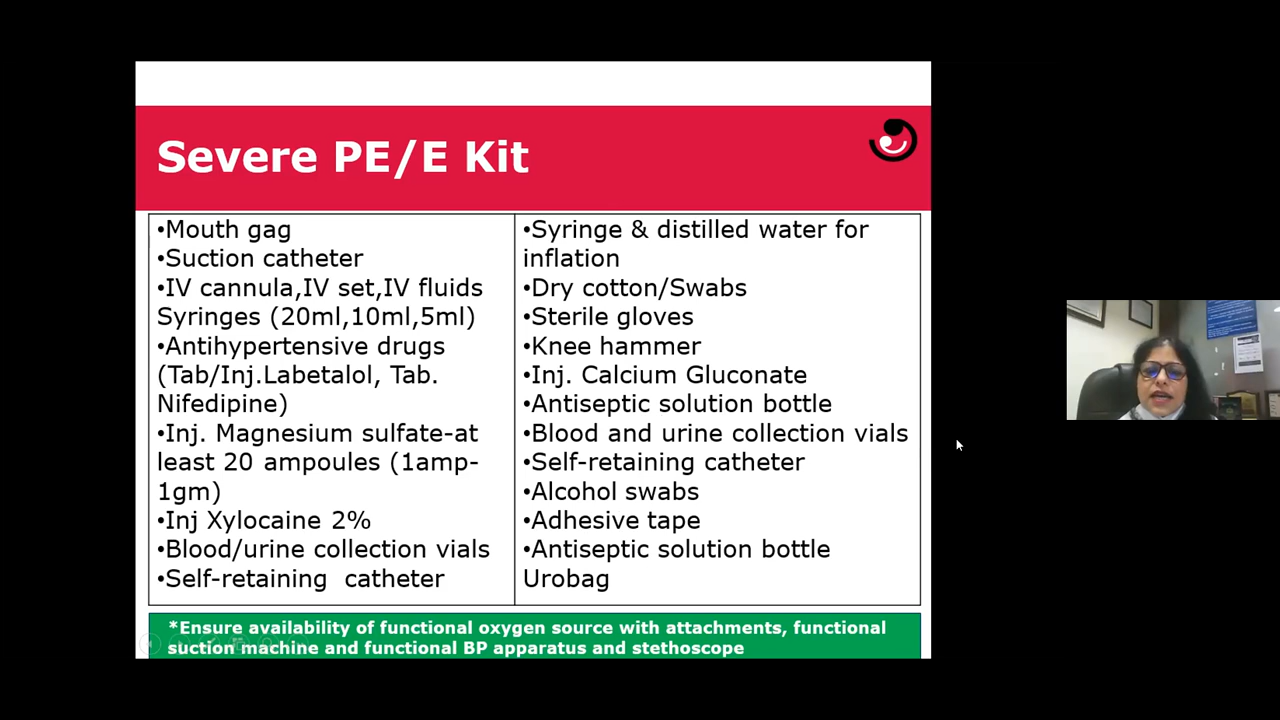 Severe PE/E Kit
•Mouth gag
•Suction catheter
•IV cannula,IV set,IV fluids
Syringes (20ml,10ml,5ml)
•Antihypertensive drugs
(Tab/Inj.Labetalol, Tab.
Nifedipine)
•Inj. Magnesium sulfate-at
least 20 ampoules (1amp-
1gm)
•Inj Xylocaine 2%
•Blood/urine collection vials
•Self-retaining catheter
•Syringe & distilled water for
inflation
•Dry cotton/Swabs
•Sterile gloves
•Knee hammer
•Inj. Calcium Gluconate
•Antiseptic solution bottle
•Blood and urine collection vials
•Self-retaining catheter
•Alcohol swabs
•Adhesive tape
•Antiseptic solution bottle
Urobag
*Ensure availability of functional oxygen source with attachments, functional
suction machine and functional BP apparatus and stethoscope